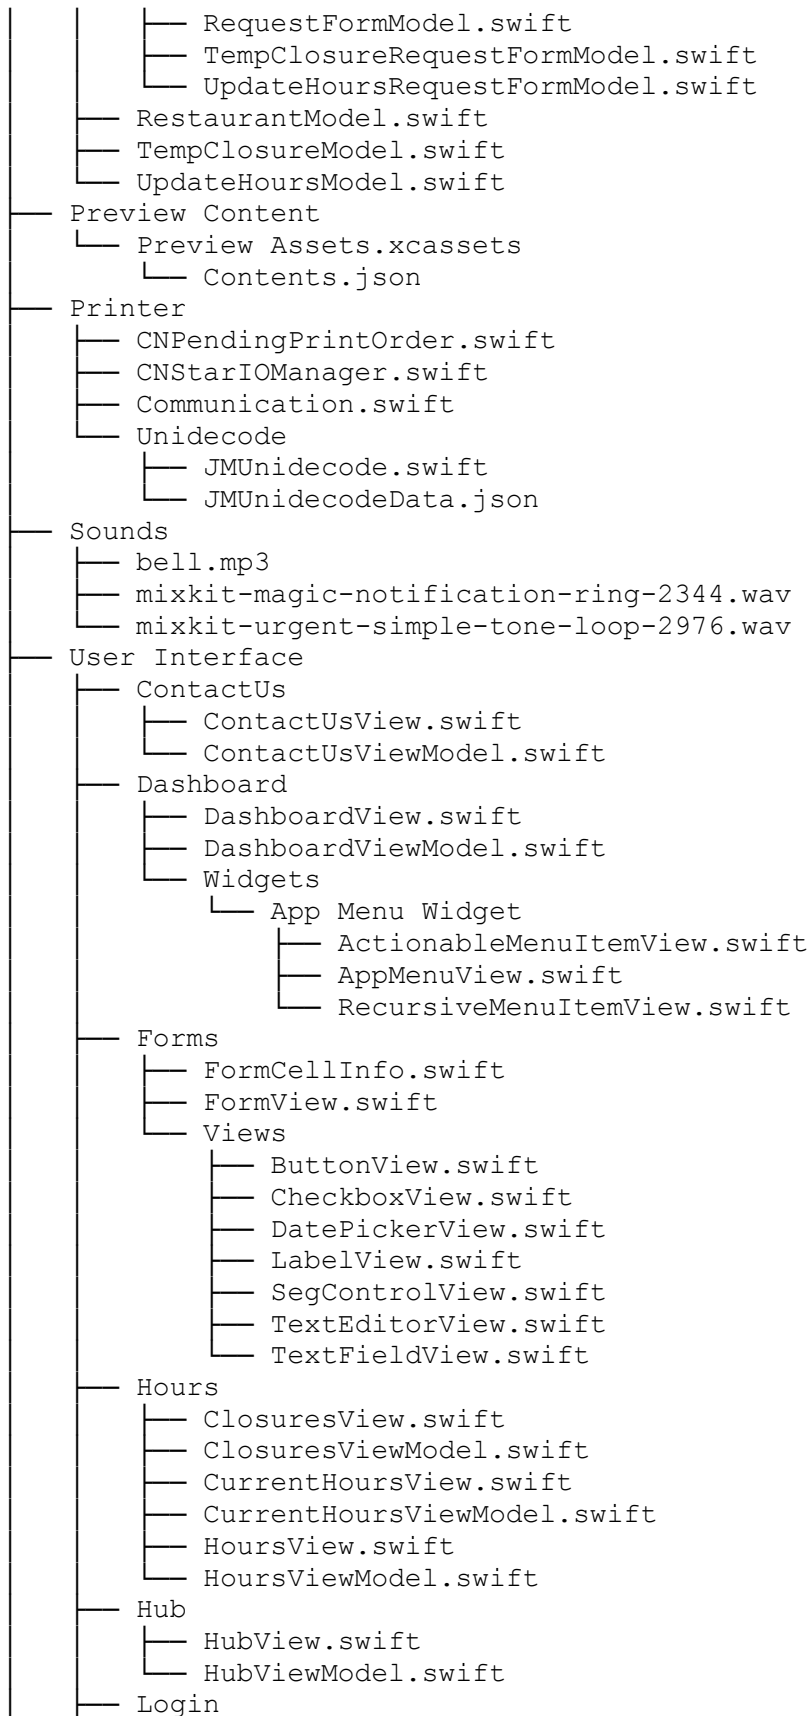 │   │   ├── RequestFormModel.swift
│   │   ├── TempClosureRequestFormModel.swift
│   │   └── UpdateHoursRequestFormModel.swift
│   ├── RestaurantModel.swift
│   ├── TempClosureModel.swift
│   └── UpdateHoursModel.swift
├── Preview Content
│   └── Preview Assets.xcassets
│       └── Contents.json
├── Printer
│   ├── CNPendingPrintOrder.swift
│   ├── CNStarIOManager.swift
│   ├── Communication.swift
│   └── Unidecode
│       ├── JMUnidecode.swift
│       └── JMUnidecodeData.json
├── Sounds
│   ├── bell.mp3
│   ├── mixkit-magic-notification-ring-2344.wav
│   └── mixkit-urgent-simple-tone-loop-2976.wav
├── User Interface
│   ├── ContactUs
│   │   ├── ContactUsView.swift
│   │   └── ContactUsViewModel.swift
│   ├── Dashboard
│   │   ├── DashboardView.swift
│   │   ├── DashboardViewModel.swift
│   │   └── Widgets
│   │       └── App Menu Widget
│   │           ├── ActionableMenuItemView.swift
│   │           ├── AppMenuView.swift
│   │           └── RecursiveMenuItemView.swift
│   ├── Forms
│   │   ├── FormCellInfo.swift
│   │   ├── FormView.swift
│   │   └── Views
│   │       ├── ButtonView.swift
│   │       ├── CheckboxView.swift
│   │       ├── DatePickerView.swift
│   │       ├── LabelView.swift
│   │       ├── SegControlView.swift
│   │       ├── TextEditorView.swift
│   │       └── TextFieldView.swift
│   ├── Hours
│   │   ├── ClosuresView.swift
│   │   ├── ClosuresViewModel.swift
│   │   ├── CurrentHoursView.swift
│   │   ├── CurrentHoursViewModel.swift
│   │   ├── HoursView.swift
│   │   └── HoursViewModel.swift
│   ├── Hub
│   │   ├── HubView.swift
│   │   └── HubViewModel.swift
│   ├── Login